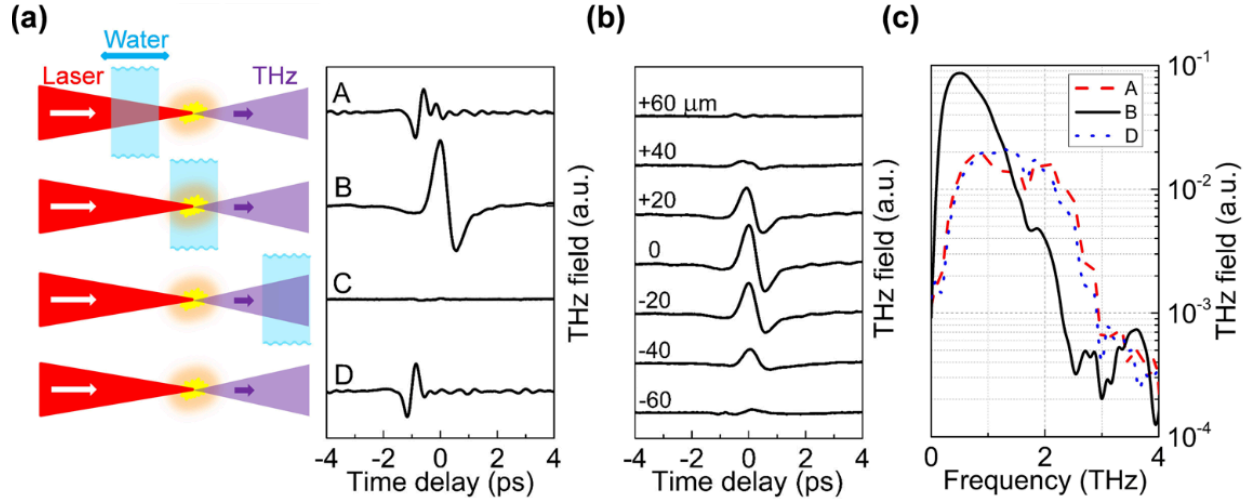 (a)
Water
Laser
THz
A
B
C
D
-4 -2 0 2 4
Time delay (ps)
THz field (a.u.)
(b)
+60 μm
+40
+20
0
-20
-40
-60
-4 -2 0 2 4
Time delay (ps)
THz field (a.u.)
(c)
A
B
D
10-1
10-2
10-3
10-4
0 2 4
Frequency (THz)
THz field (a.u.)